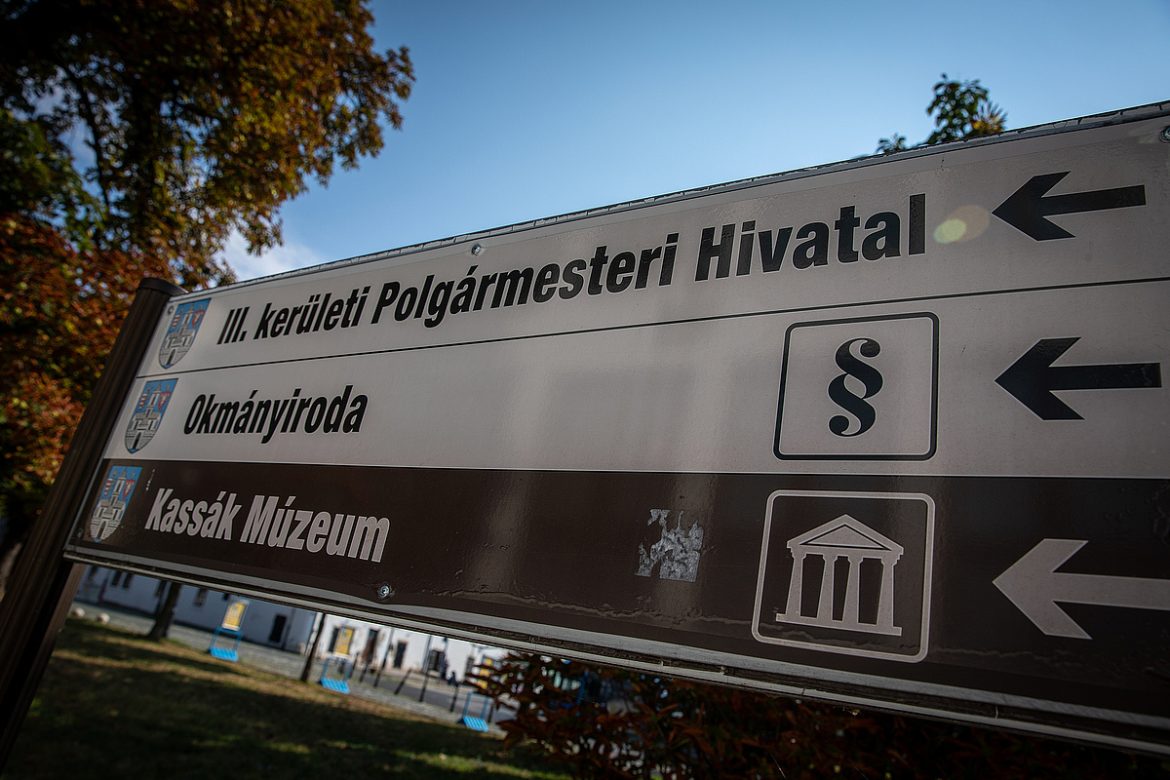 III. kerületi Polgármesteri Hivatal
Okmányiroda
§
Kassák Múzeum